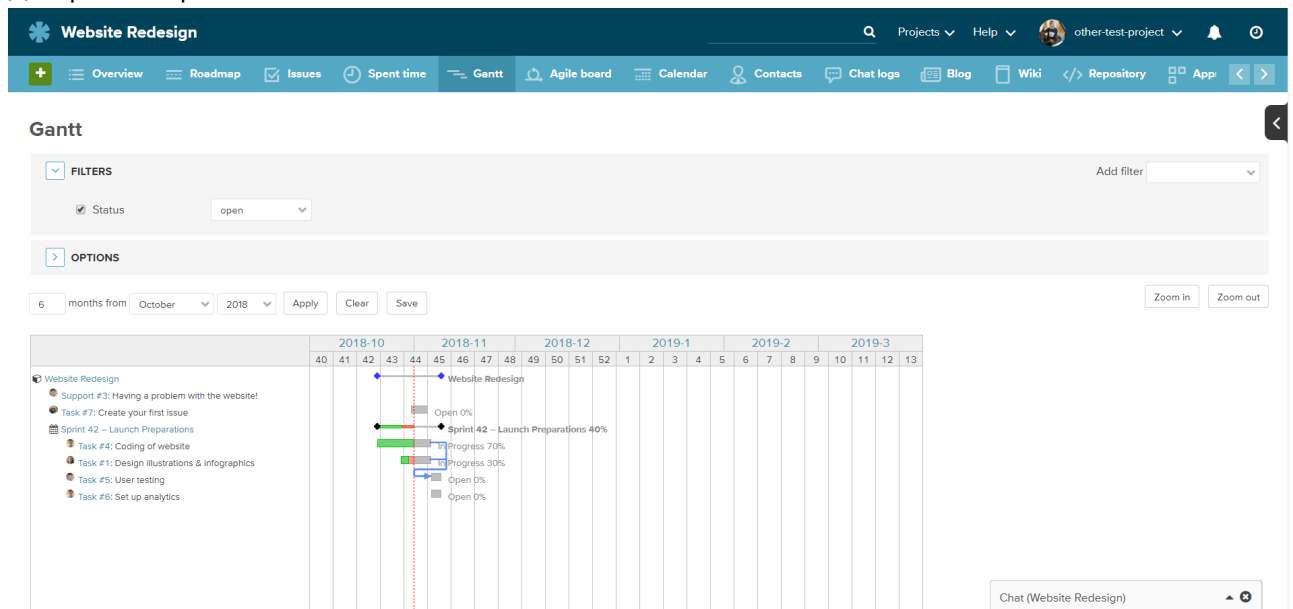 Website Redesign
Projects Help other-test-project
+ Overview Roadmap Issues Spent time Gantt Agile board Calendar Contacts Chat logs Blog Wiki </> Repository App < >
Gantt
FILTERS Add filter
Status open
OPTIONS
6 months from October 2018 Apply Clear Save Zoom in Zoom out
2018-10 2018-11 2018-12 2019-1 2019-2 2019-3
40 41 42 43 44 45 46 47 48 49 50 51 52 1 2 3 4 5 6 7 8 9 10 11 12 13
Website Redesign Website Redesign
Support #3: Having a problem with the website!
Task #7: Create your first issue Open 0%
Sprint 42 – Launch Preparations Sprint 42 – Launch Preparations 40%
Task #4: Coding of website In Progress 70%
Task #1: Design illustrations & infographics In Progress 30%
Task #5: User testing Open 0%
Task #6: Set up analytics Open 0%
Chat (Website Redesign)